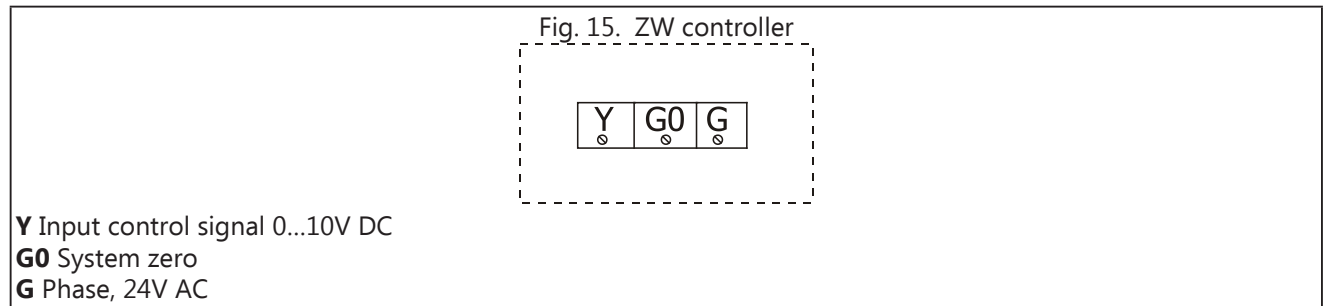 Fig. 15. ZW controller
Y G0 G
Y Input control signal 0...10V DC
G0 System zero
G Phase, 24V AC